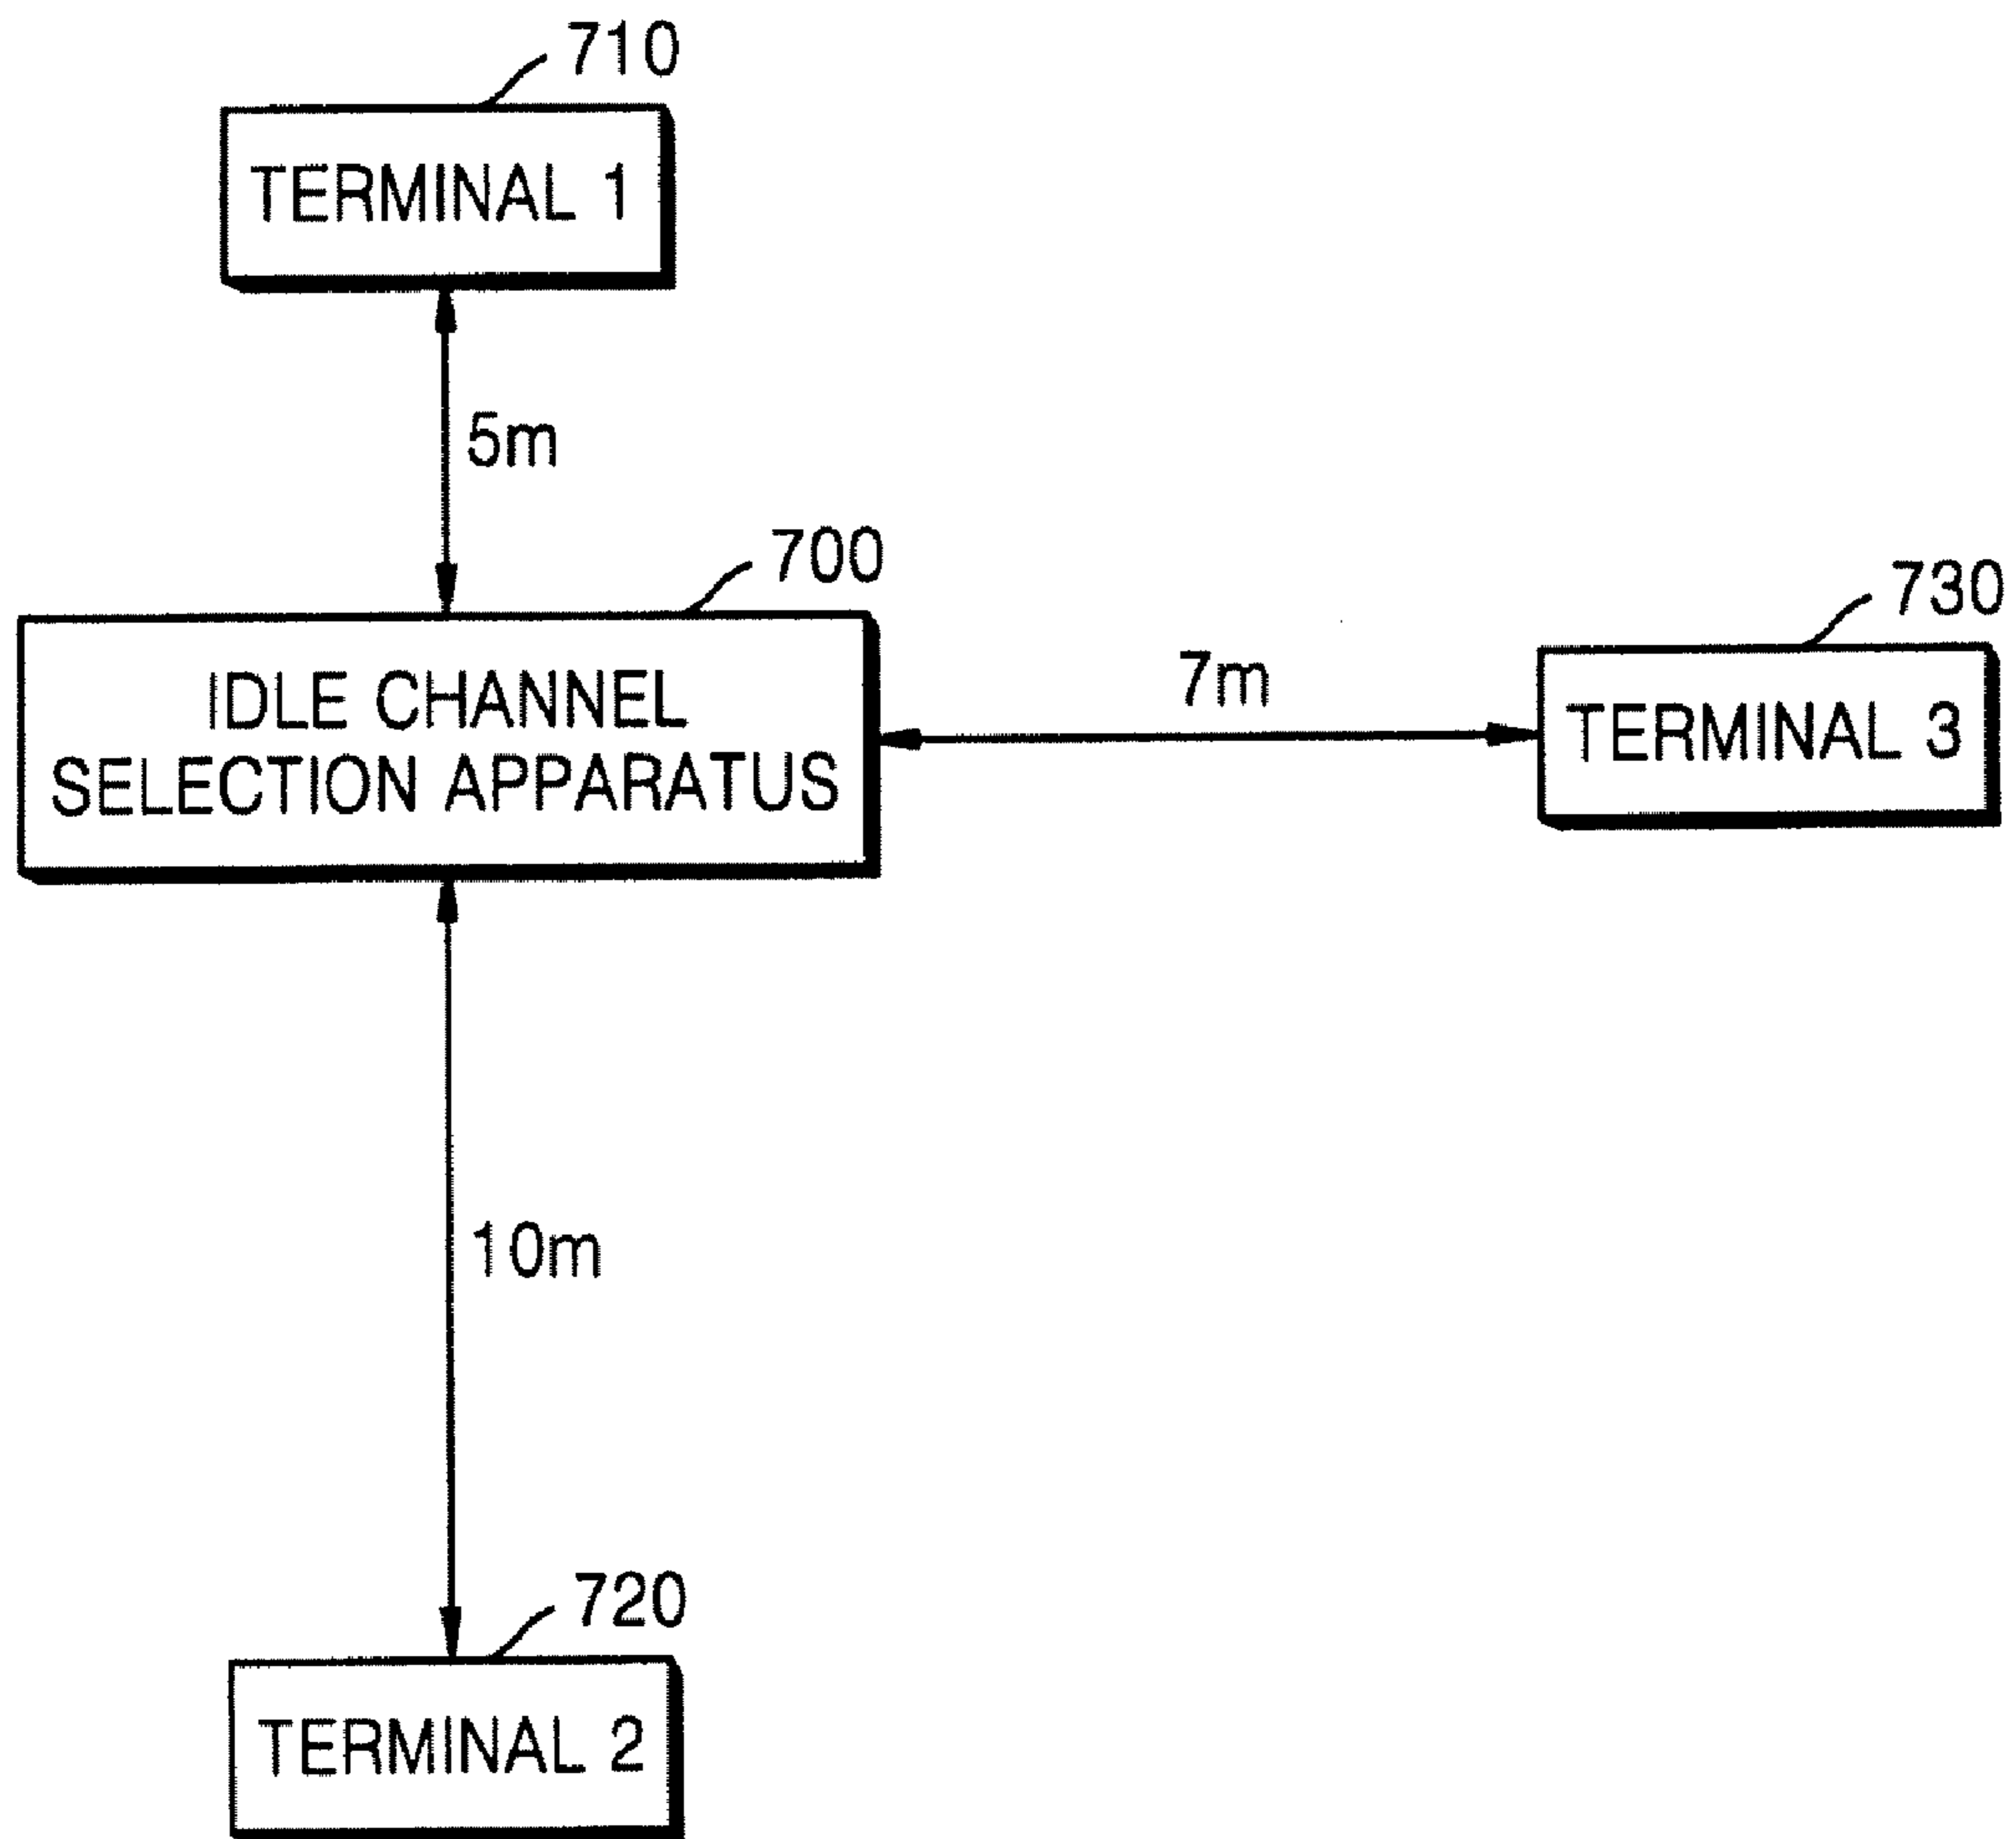 710
TERMINAL 1
5m
700
730
IDLE CHANNEL
SELECTION APPARATUS
7m
TERMINAL 3
10m
720
TERMINAL 2